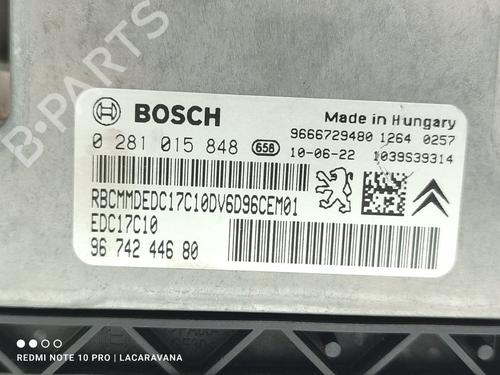 B-PARTS
BOSCH
Made in Hungary
9666729480 1264 0257
0 281 015 848 658 10-06-22 1039S39314
RBCMMDEDC17C10DV6D96CEM01
EDC17C10
96 742 446 80
REDMI NOTE 10 PRO | LACARAVANA